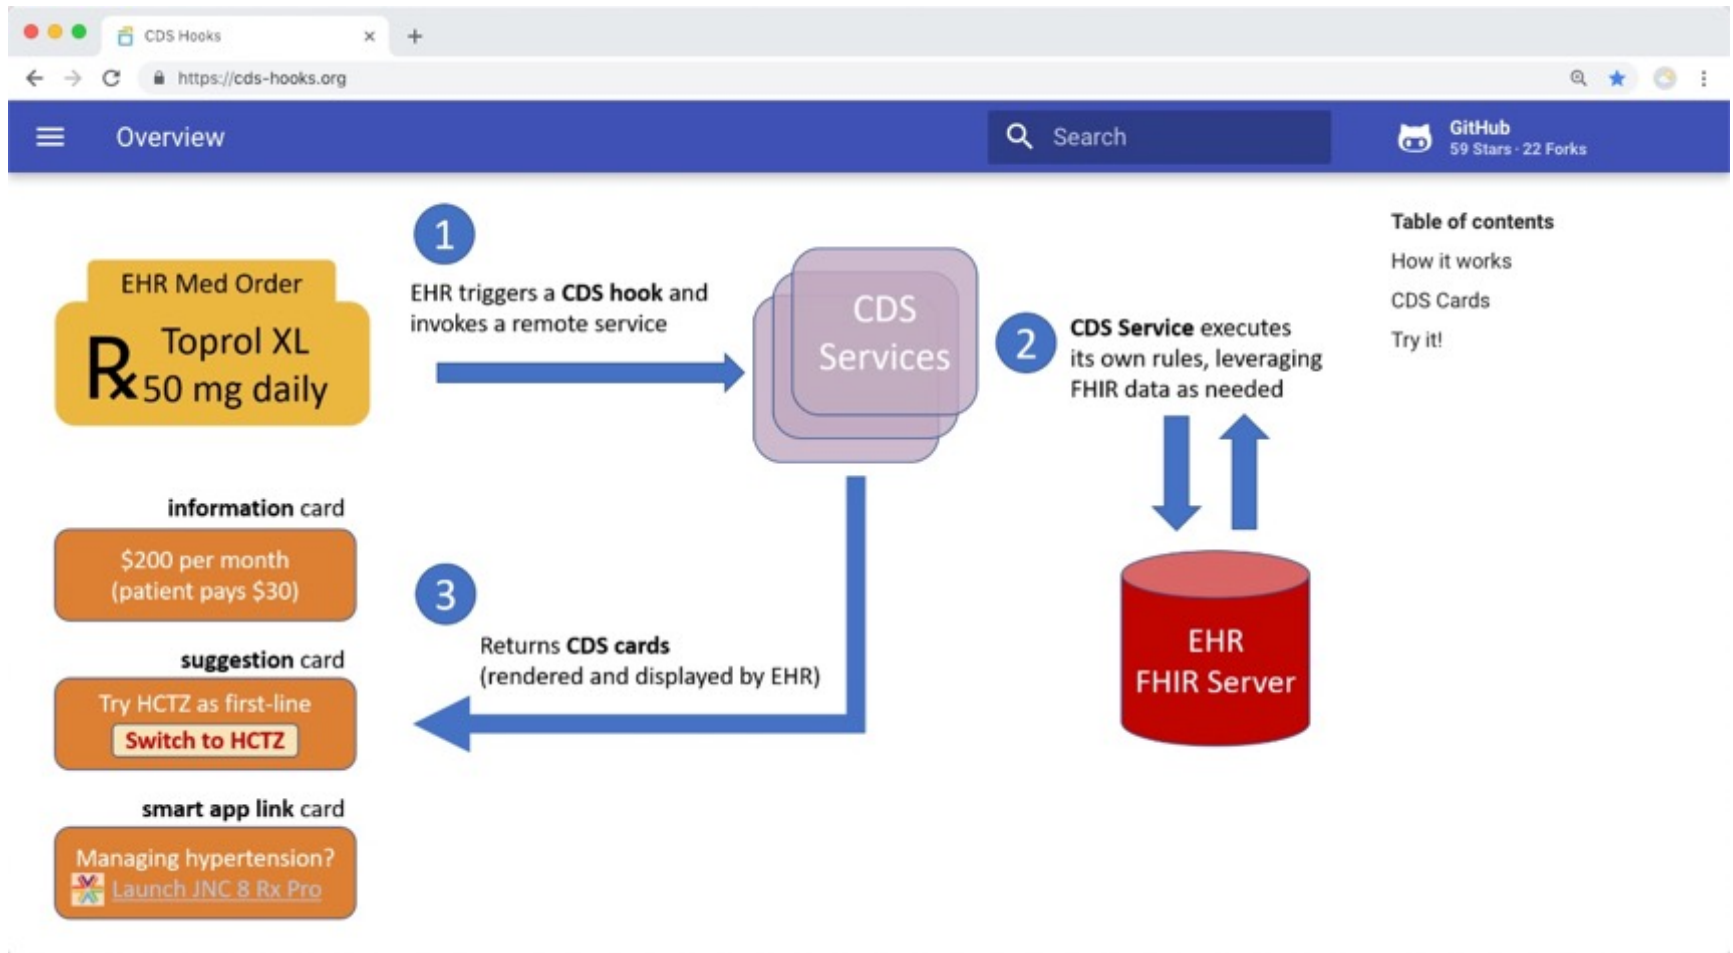 CDS Hooks
https://cds-hooks.org
Overview
Search
GitHub
59 Stars · 22 Forks
EHR Med Order
Rx Toprol XL
50 mg daily
1
EHR triggers a CDS hook and
invokes a remote service
CDS
Services
2
CDS Service executes
its own rules, leveraging
FHIR data as needed
EHR
FHIR Server
3
Returns CDS cards
(rendered and displayed by EHR)
information card
$200 per month
(patient pays $30)
suggestion card
Try HCTZ as first-line
Switch to HCTZ
smart app link card
Managing hypertension?
Launch JNC 8 Rx Pro
Table of contents
How it works
CDS Cards
Try it!